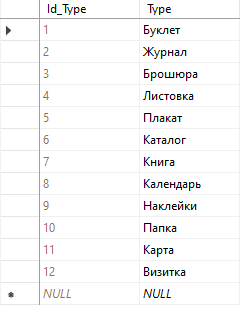 Id_Type Type
1 Буклет
2 Журнал
3 Брошюра
4 Листовка
5 Плакат
6 Каталог
7 Книга
8 Календарь
9 Наклейки
10 Папка
11 Карта
12 Визитка
NULL NULL